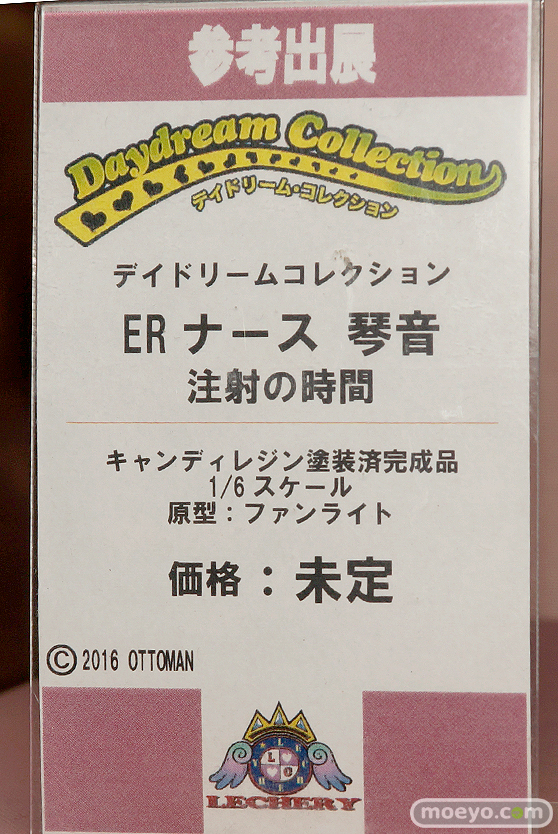 参考出展
Daydream Collection
デイドリーム・コレクション
デイドリームコレクション
ER ナース 琴音
注射の時間
キャンディレジン塗装済完成品
1/6 スケール
原型：ファンライト
価格：未定
©2016 OTTOMAN
LECHERY
moeyo.com